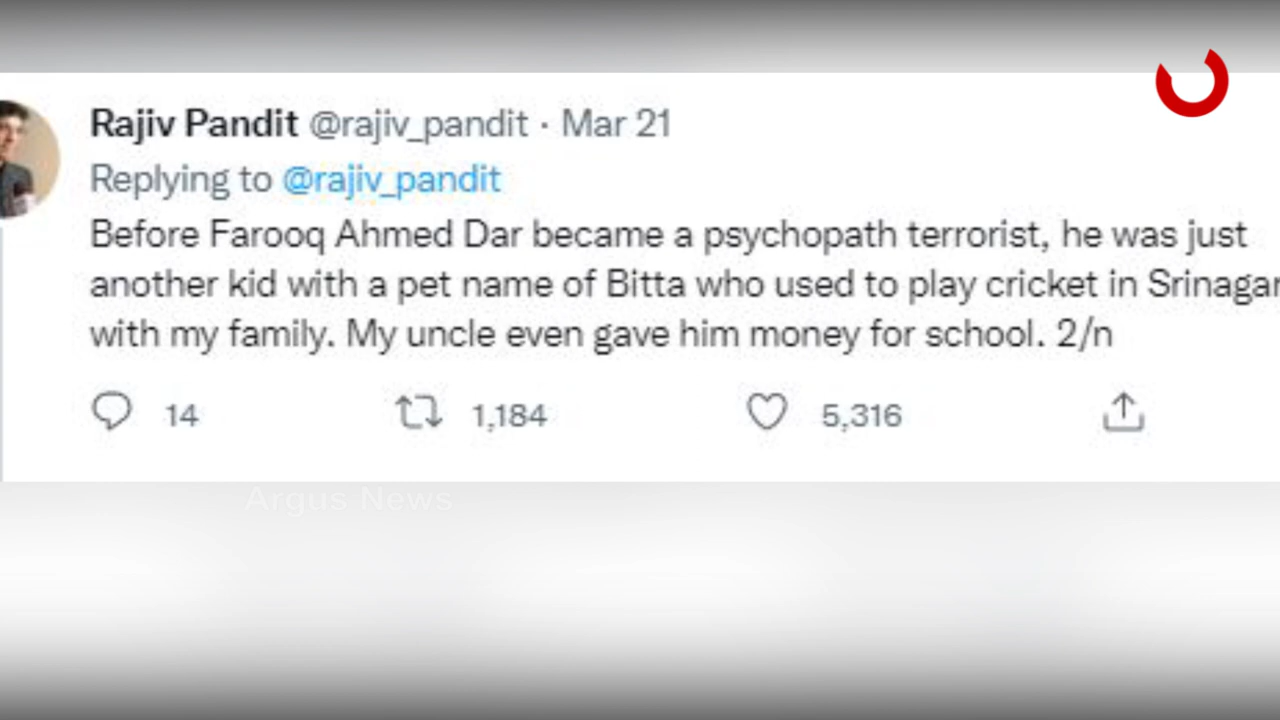 Rajiv Pandit @rajiv_pandit · Mar 21
Replying to @rajiv_pandit
Before Farooq Ahmed Dar became a psychopath terrorist, he was just
another kid with a pet name of Bitta who used to play cricket in Srinagar
with my family. My uncle even gave him money for school. 2/n
14 1,184 5,316
Argus News